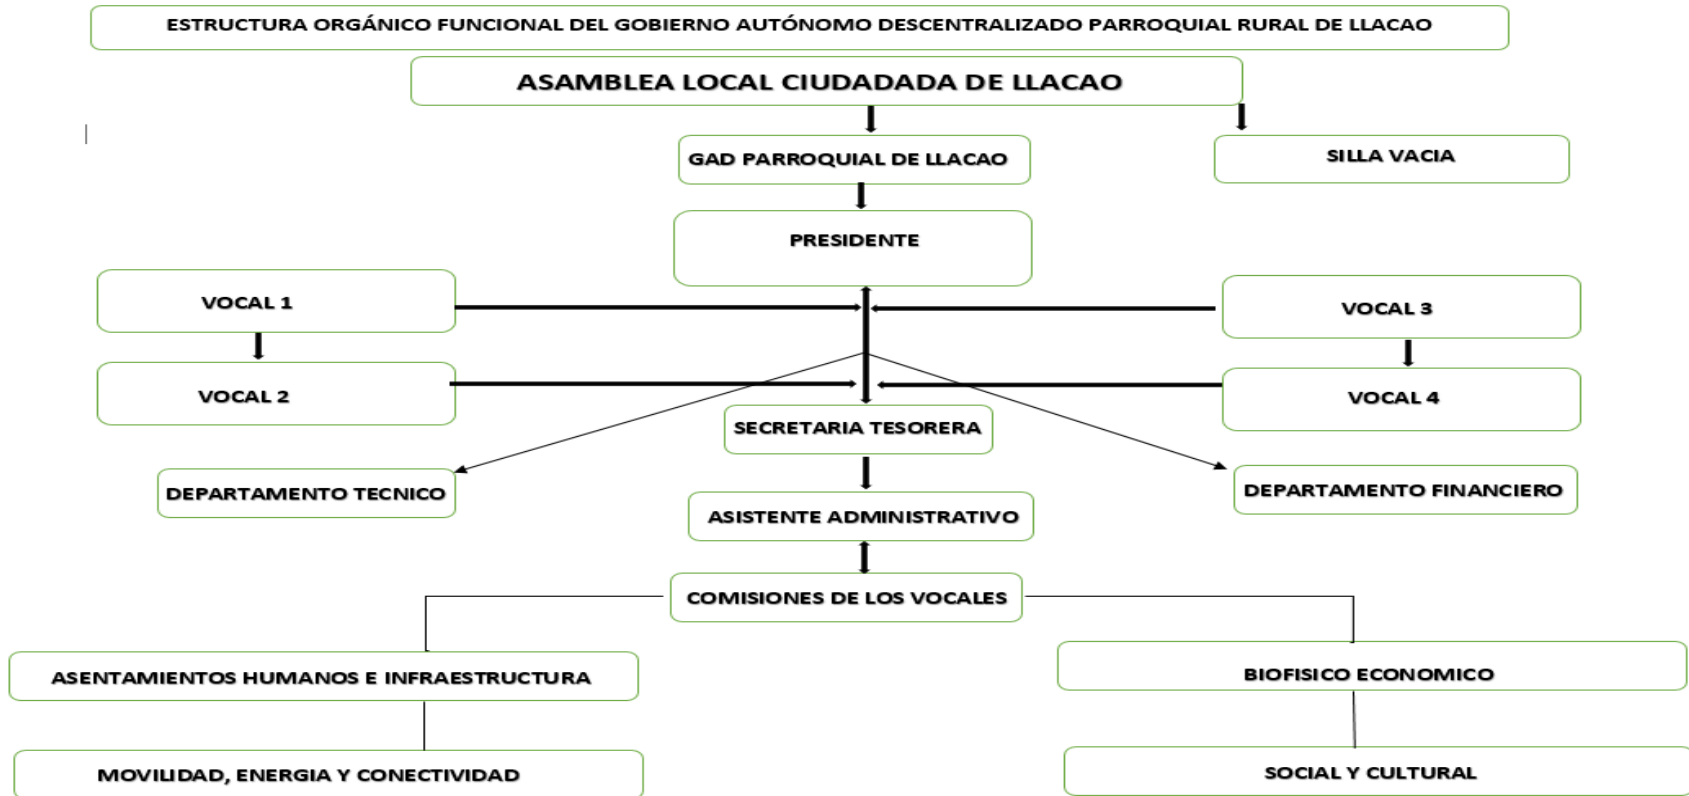 ESTRUCTURA ORGÁNICO FUNCIONAL DEL GOBIERNO AUTÓNOMO DESCENTRALIZADO PARROQUIAL RURAL DE LLACAO
ASAMBLEA LOCAL CIUDADADA DE LLACAO
GAD PARROQUIAL DE LLACAO
SILLA VACIA
PRESIDENTE
VOCAL 1
VOCAL 3
VOCAL 2
VOCAL 4
SECRETARIA TESORERA
DEPARTAMENTO TECNICO
DEPARTAMENTO FINANCIERO
ASISTENTE ADMINISTRATIVO
COMISIONES DE LOS VOCALES
ASENTAMIENTOS HUMANOS E INFRAESTRUCTURA
BIOFISICO ECONOMICO
MOVILIDAD, ENERGIA Y CONECTIVIDAD
SOCIAL Y CULTURAL